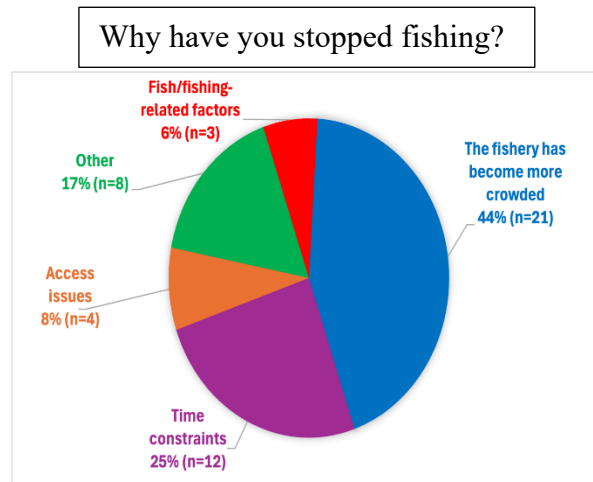 Why have you stopped fishing?
Fish/fishing-
related factors
6% (n=3)
The fishery has
become more
crowded
44% (n=21)
Other
17% (n=8)
Access
issues
8% (n=4)
Time
constraints
25% (n=12)